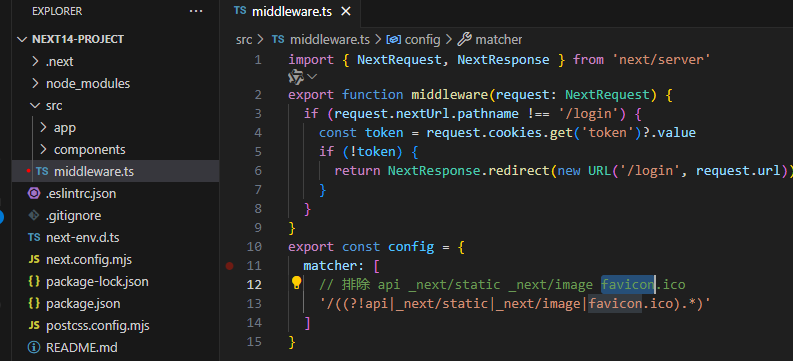 EXPLORER
...
NEXT14-PROJECT
.next
node_modules
src
app
components
TS middleware.ts
.eslintrc.json
.gitignore
TS next-env.d.ts
JS next.config.mjs
{} package-lock.json
{} package.json
JS postcss.config.mjs
README.md
TS middleware.ts ×
src > TS middleware.ts > config > matcher
1 import { NextRequest, NextResponse } from 'next/server'
2 export function middleware(request: NextRequest) {
3 if (request.nextUrl.pathname !== '/login') {
4 const token = request.cookies.get('token')?.value
5 if (!token) {
6 return NextResponse.redirect(new URL('/login', request.url))
7 }
8 }
9 }
10 export const config = {
11 matcher: [
12 // 排除 api _next/static _next/image favicon.ico
13 '/((?!api|_next/static|_next/image|favicon.ico).*)'
14 ]
15 }